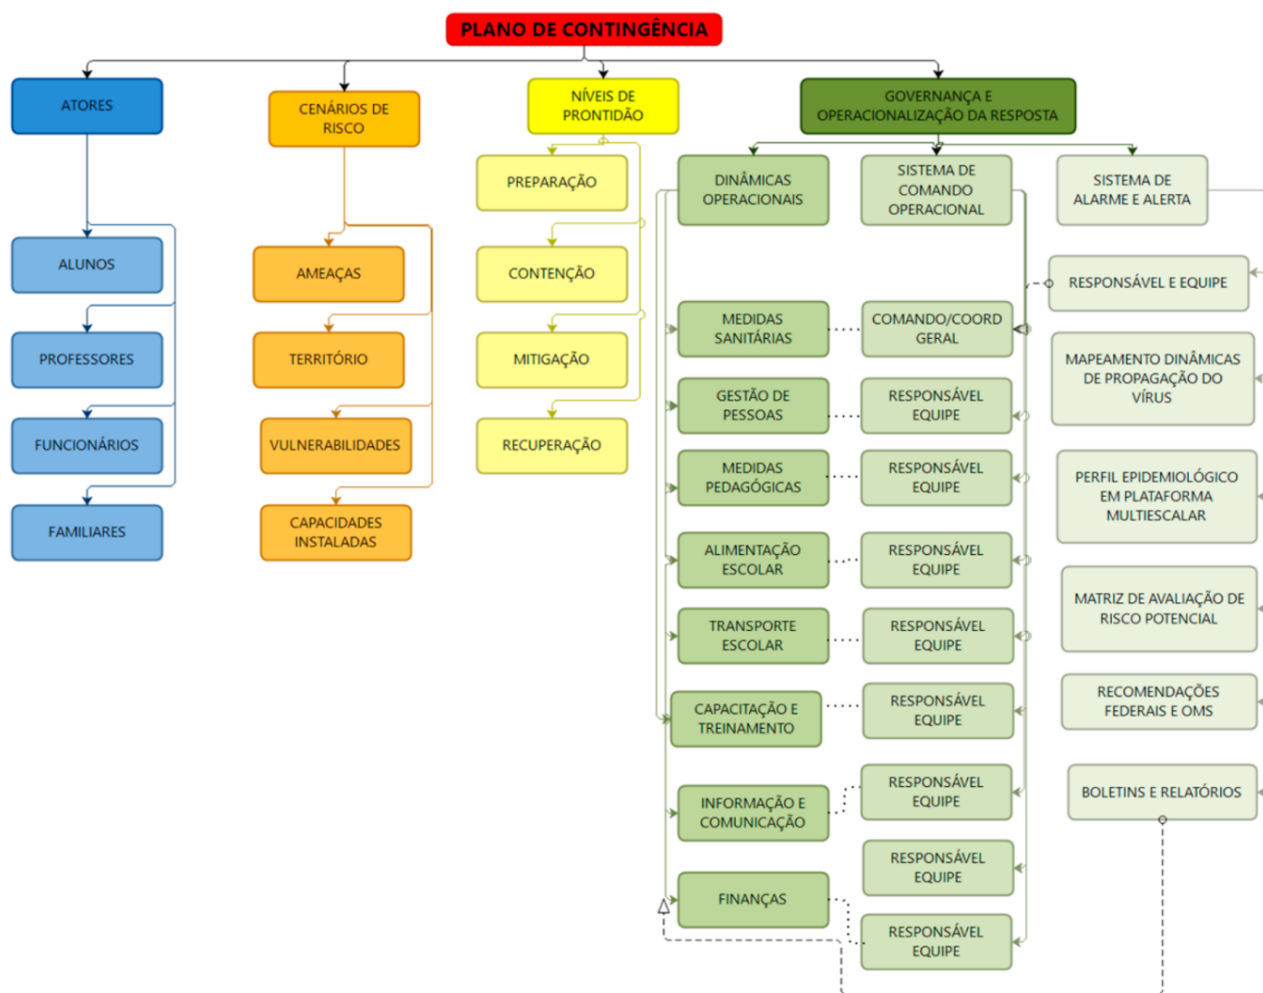 PLANO DE CONTINGÊNCIA
ATORES
CENÁRIOS DE
RISCO
NÍVEIS DE
PRONTIDÃO
GOVERNANÇA E
OPERACIONALIZAÇÃO DA RESPOSTA
ALUNOS
PROFESSORES
FUNCIONÁRIOS
FAMILIARES
AMEAÇAS
TERRITÓRIO
VULNERABILIDADES
CAPACIDADES
INSTALADAS
PREPARAÇÃO
CONTENÇÃO
MITIGAÇÃO
RECUPERAÇÃO
DINÂMICAS
OPERACIONAIS
MEDIDAS
SANITÁRIAS
GESTÃO DE
PESSOAS
MEDIDAS
PEDAGÓGICAS
ALIMENTAÇÃO
ESCOLAR
TRANSPORTE
ESCOLAR
CAPACITAÇÃO E
TREINAMENTO
INFORMAÇÃO E
COMUNICAÇÃO
FINANÇAS
SISTEMA DE
COMANDO
OPERACIONAL
COMANDO/COORD
GERAL
RESPONSÁVEL
EQUIPE
RESPONSÁVEL
EQUIPE
RESPONSÁVEL
EQUIPE
RESPONSÁVEL
EQUIPE
RESPONSÁVEL
EQUIPE
RESPONSÁVEL
EQUIPE
RESPONSÁVEL
EQUIPE
RESPONSÁVEL
EQUIPE
SISTEMA DE
ALARME E ALERTA
RESPONSÁVEL E EQUIPE
MAPEAMENTO DINÂMICAS
DE PROPAGAÇÃO DO
VÍRUS
PERFIL EPIDEMIOLÓGICO
EM PLATAFORMA
MULTIESCALAR
MATRIZ DE AVALIAÇÃO DE
RISCO POTENCIAL
RECOMENDAÇÕES
FEDERAIS E OMS
BOLETINS E RELATÓRIOS